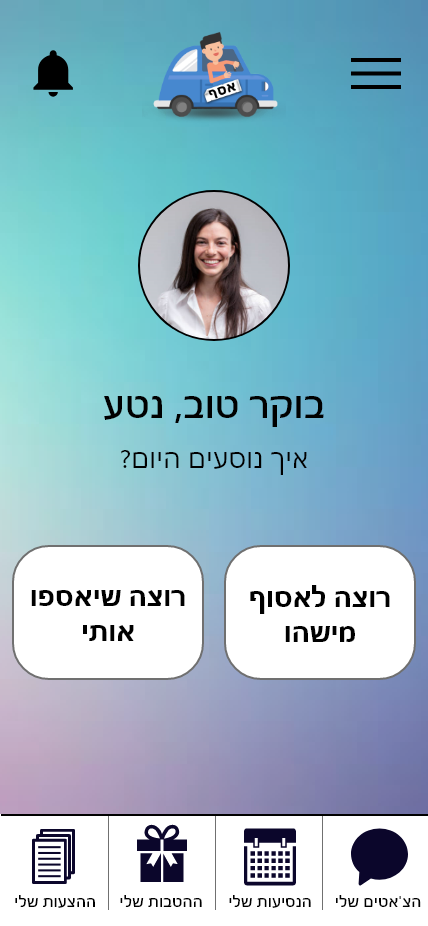 אסף
בוקר טוב, נטע
איך נוסעים היום?
רוצה לאסוף
מישהו
רוצה שיאספו
אותי
הצ'אטים שלי
הנסיעות שלי
ההטבות שלי
ההצעות שלי